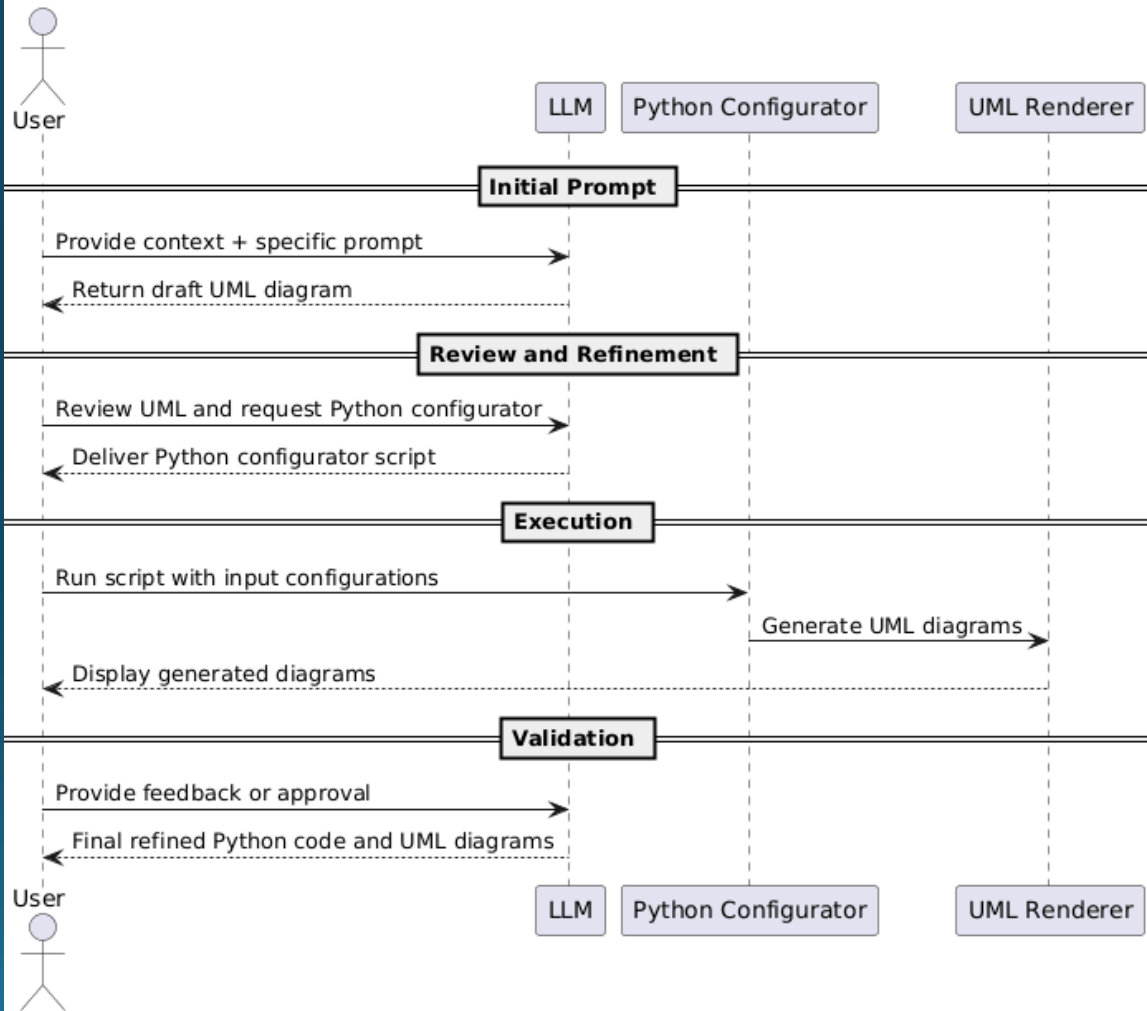 User
LLM
Python Configurator
UML Renderer
Initial Prompt
Provide context + specific prompt
Return draft UML diagram
Review and Refinement
Review UML and request Python configurator
Deliver Python configurator script
Execution
Run script with input configurations
Generate UML diagrams
Display generated diagrams
Validation
Provide feedback or approval
Final refined Python code and UML diagrams
User
LLM
Python Configurator
UML Renderer